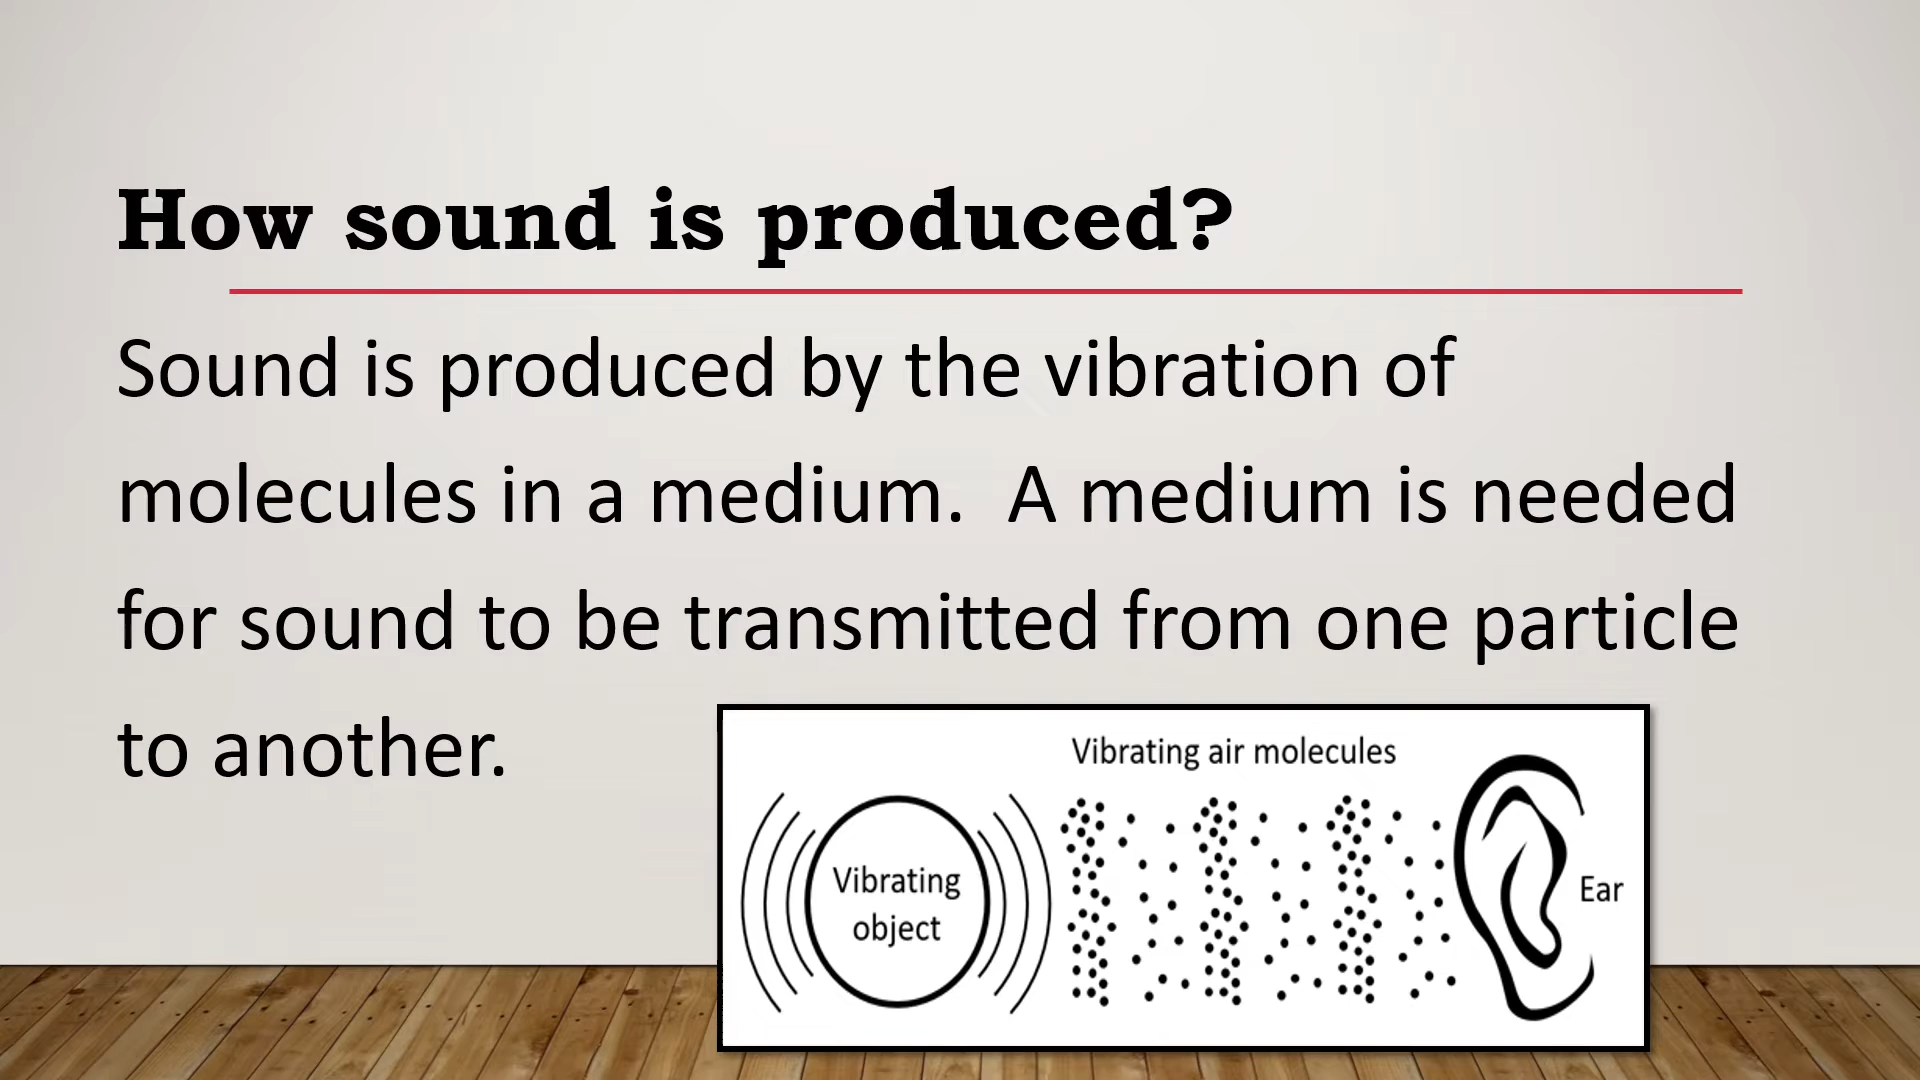 How sound is produced?
Sound is produced by the vibration of
molecules in a medium.  A medium is needed
for sound to be transmitted from one particle
to another.
Vibrating air molecules
Vibrating
object
Ear